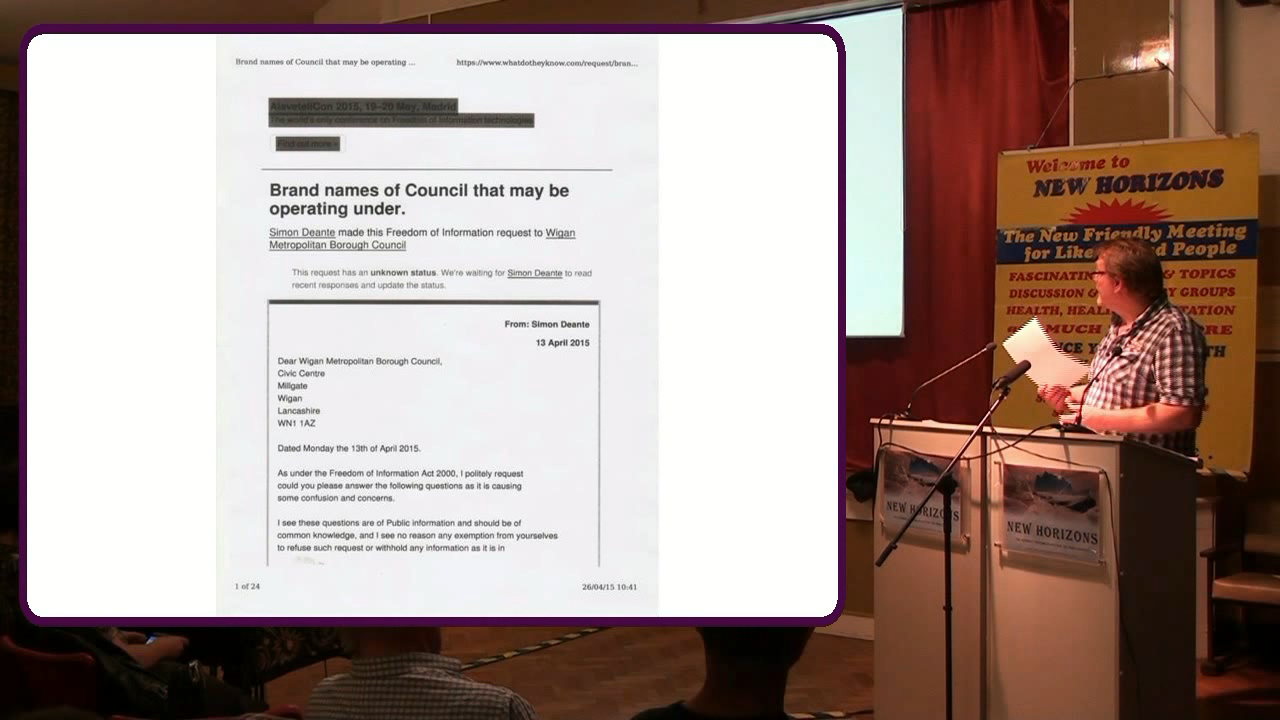 Brand names of Council that may be operating ...
https://www.whatdotheyknow.com/request/bran...
AlaveteliCon 2015, 19–20 May, Madrid
The world's only conference on Freedom of Information technologies
Find out more »
Brand names of Council that may be
operating under.
Simon Deante made this Freedom of Information request to Wigan
Metropolitan Borough Council
This request has an unknown status. We're waiting for Simon Deante to read
recent responses and update the status.
From: Simon Deante
13 April 2015
Dear Wigan Metropolitan Borough Council,
Civic Centre
Millgate
Wigan
Lancashire
WN1 1AZ
Dated Monday the 13th of April 2015.
As under the Freedom of Information Act 2000, I politely request
could you please answer the following questions as it is causing
some confusion and concerns.
I see these questions are of Public information and should be of
common knowledge, and I see no reason any exemption from yourselves
to refuse such request or withhold any information as it is in
1 of 24
26/04/15 10:41
Welcome to
NEW HORIZONS
The New Friendly Meeting
for Like d People
FASCINATIN & TOPICS
DISCUSSION & Y GROUPS
HEALTH, HEAL TATION
MUCH RE
NCE Y TH
NEW HORIZONS
NEW HORIZONS